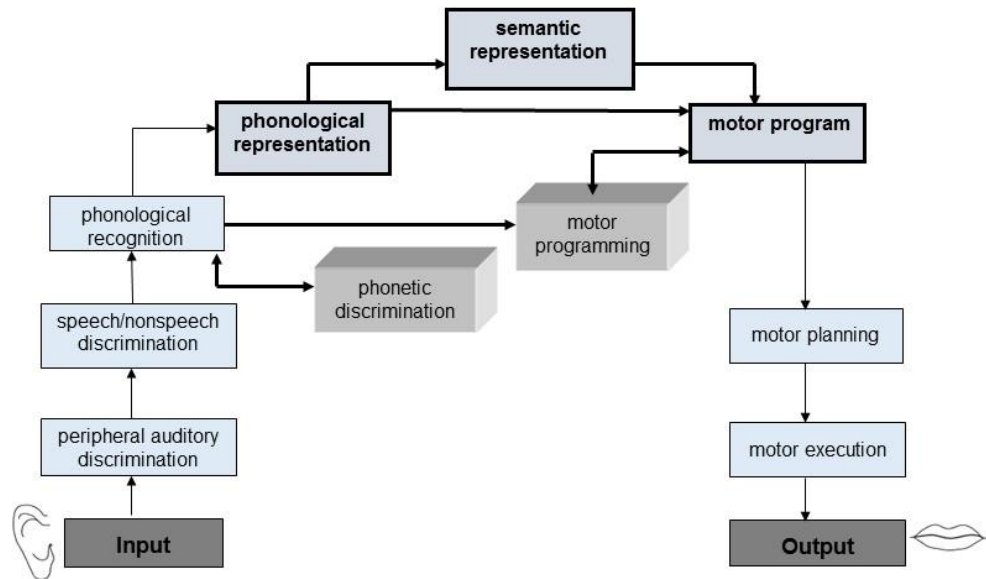 semantic
representation
phonological
representation
motor program
phonological
recognition
motor
programming
phonetic
discrimination
speech/nonspeech
discrimination
motor planning
peripheral auditory
discrimination
motor execution
Input
Output